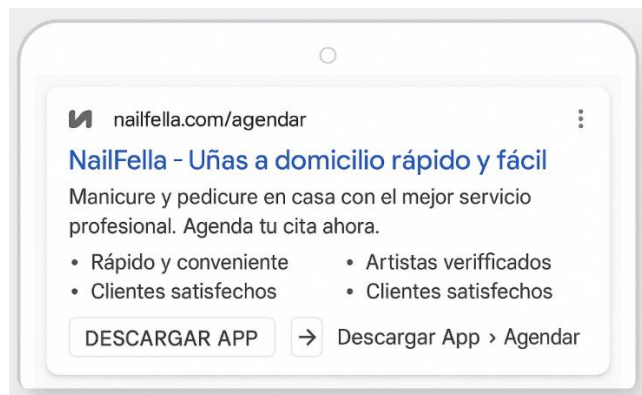 nailfella.com/agendar
NailFella - Uñas a domicilio rápido y fácil
Manicure y pedicure en casa con el mejor servicio
profesional. Agenda tu cita ahora.
• Rápido y conveniente
• Artistas verifficados
• Clientes satisfechos
• Clientes satisfechos
DESCARGAR APP → Descargar App › Agendar